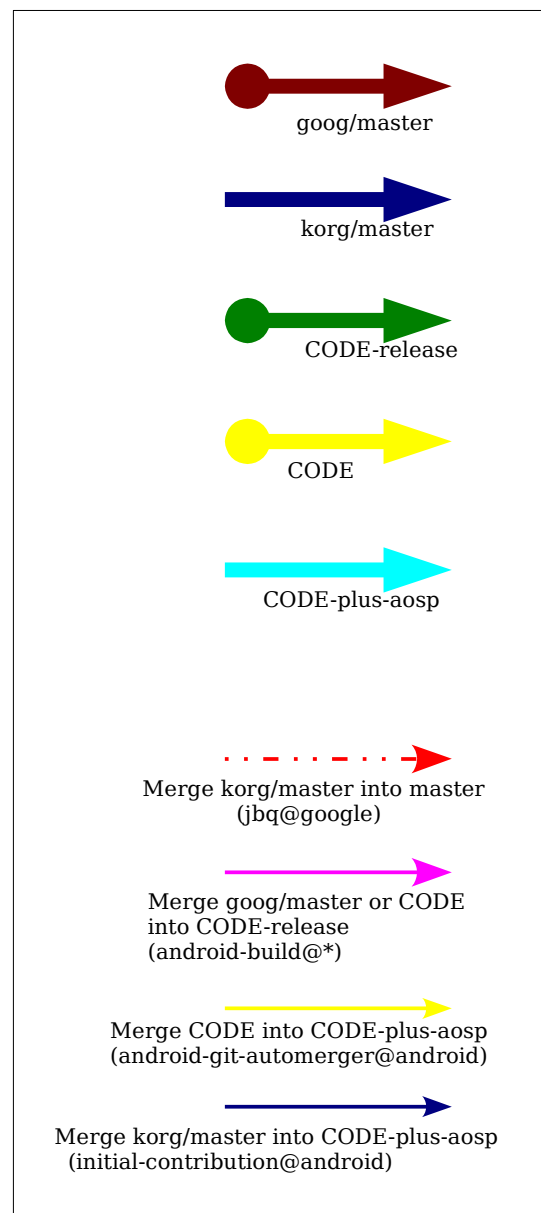 goog/master
korg/master
CODE-release
CODE
CODE-plus-aosp
Merge korg/master into master
(jbq@google)
Merge goog/master or CODE
into CODE-release
(android-build@*)
Merge CODE into CODE-plus-aosp
(android-git-automerger@android)
Merge korg/master into CODE-plus-aosp
(initial-contribution@android)